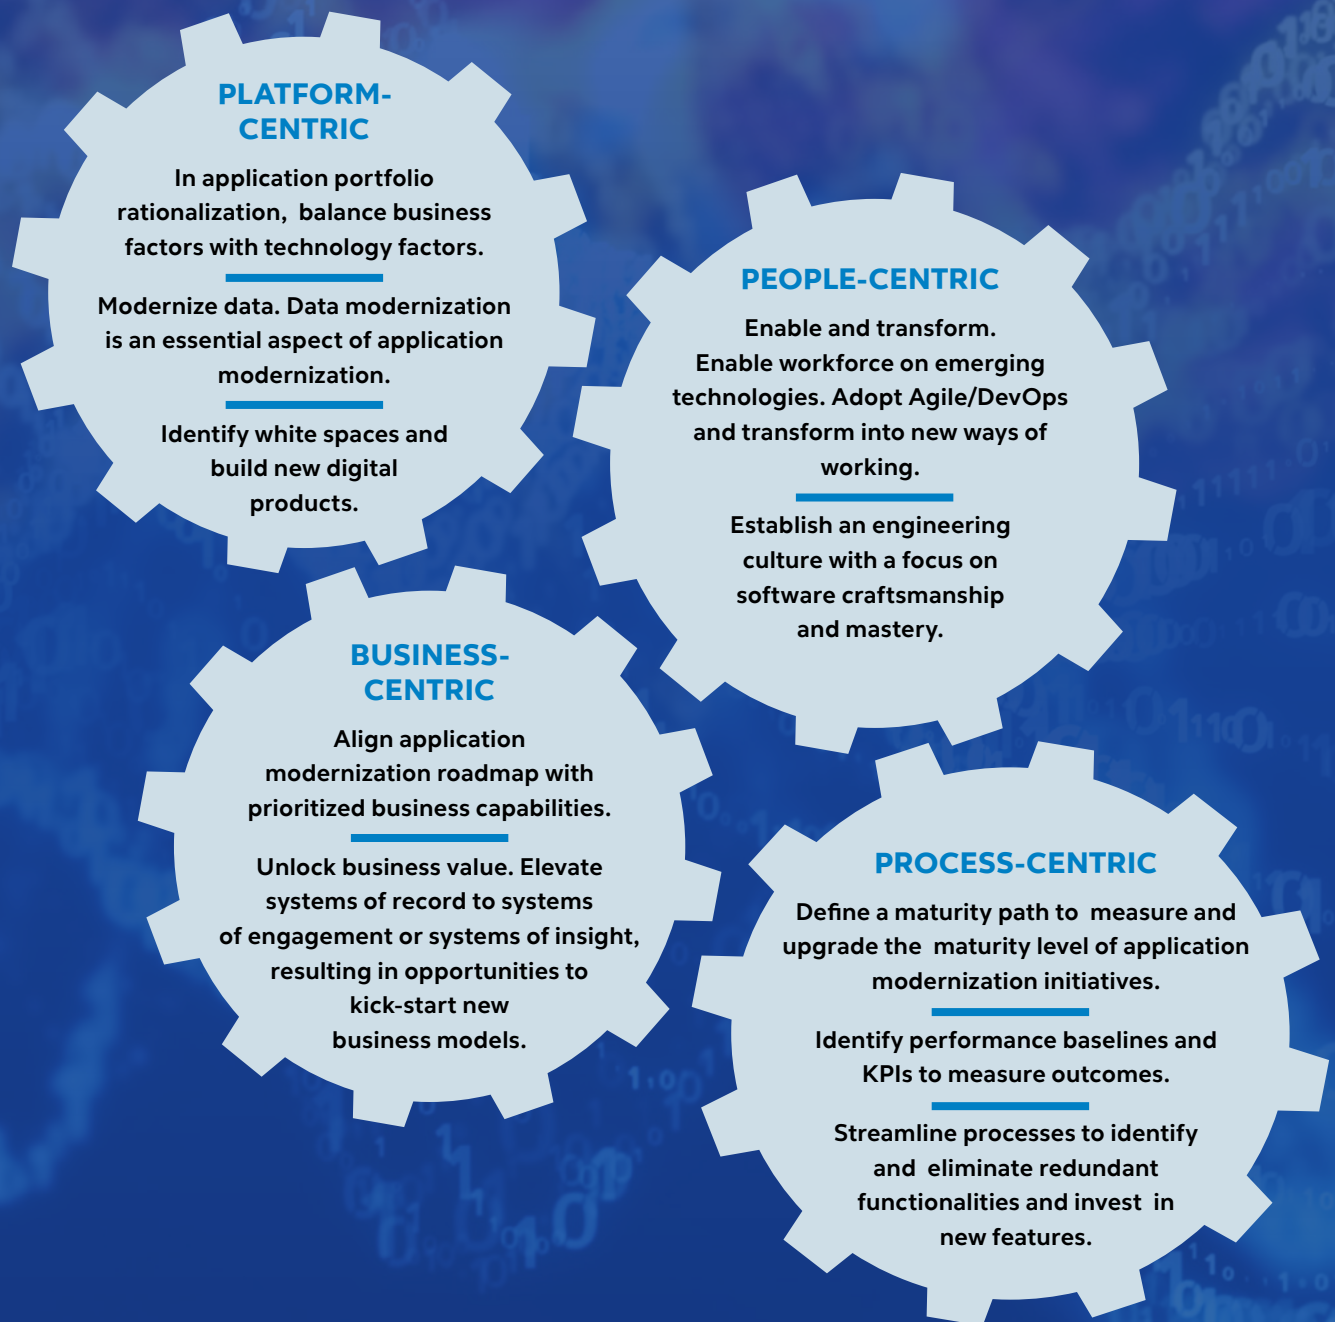 PLATFORM-
CENTRIC
In application portfolio
rationalization, balance business
factors with technology factors.
Modernize data. Data modernization
is an essential aspect of application
modernization.
Identify white spaces and
build new digital
products.
PEOPLE-CENTRIC
Enable and transform.
Enable workforce on emerging
technologies. Adopt Agile/DevOps
and transform into new ways of
working.
Establish an engineering
culture with a focus on
software craftsmanship
and mastery.
BUSINESS-
CENTRIC
Align application
modernization roadmap with
prioritized business capabilities.
Unlock business value. Elevate
systems of record to systems
of engagement or systems of insight,
resulting in opportunities to
kick-start new
business models.
PROCESS-CENTRIC
Define a maturity path to measure and
upgrade the maturity level of application
modernization initiatives.
Identify performance baselines and
KPIs to measure outcomes.
Streamline processes to identify
and eliminate redundant
functionalities and invest in
new features.